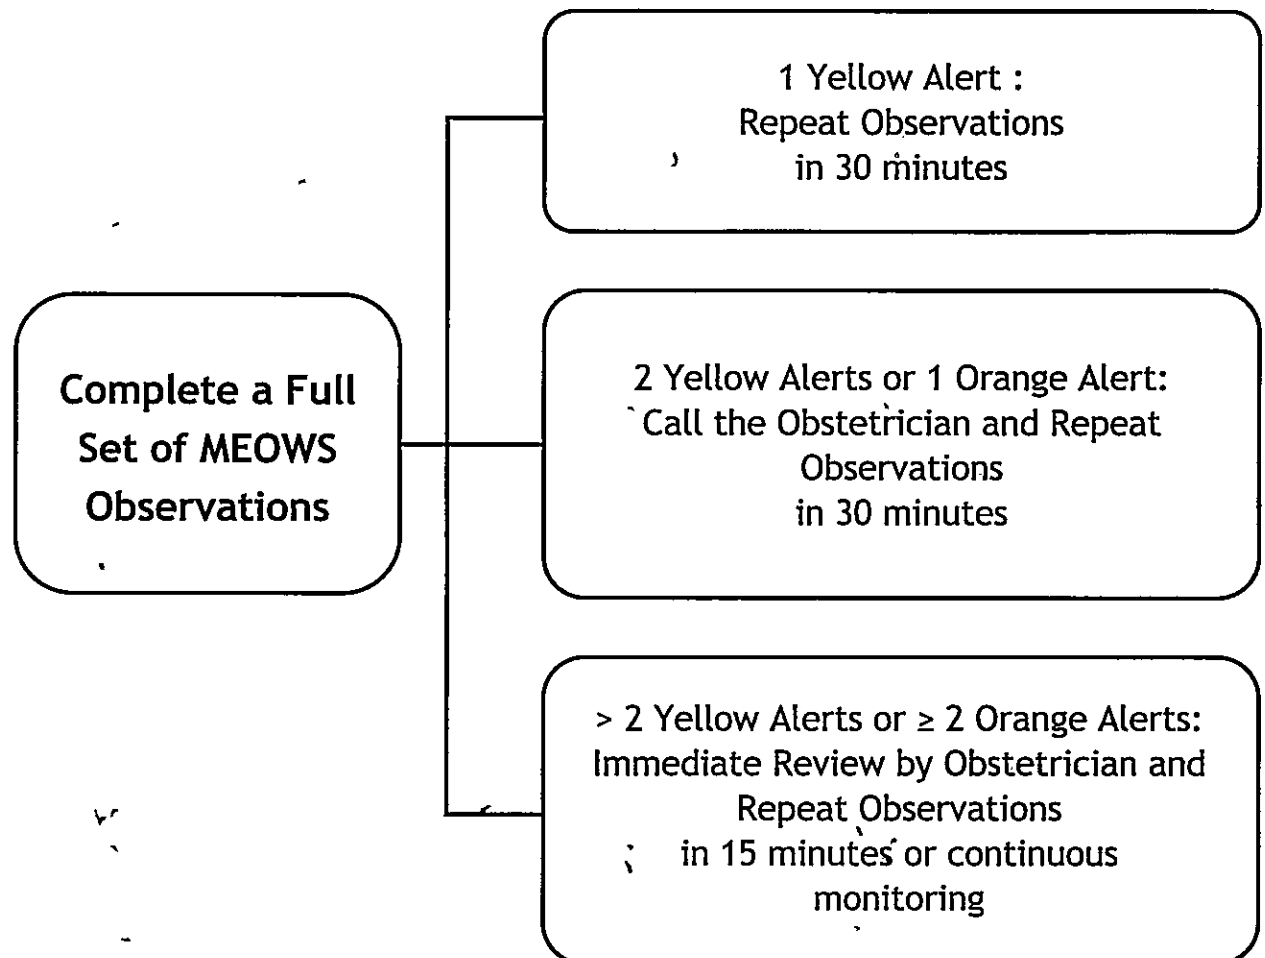 1 Yellow Alert :
Repeat Observations
in 30 minutes
Complete a Full
Set of MEOWS
Observations
2 Yellow Alerts or 1 Orange Alert:
Call the Obstetrician and Repeat
Observations
in 30 minutes
> 2 Yellow Alerts or ≥ 2 Orange Alerts:
Immediate Review by Obstetrician and
Repeat Observations
in 15 minutes or continuous
monitoring